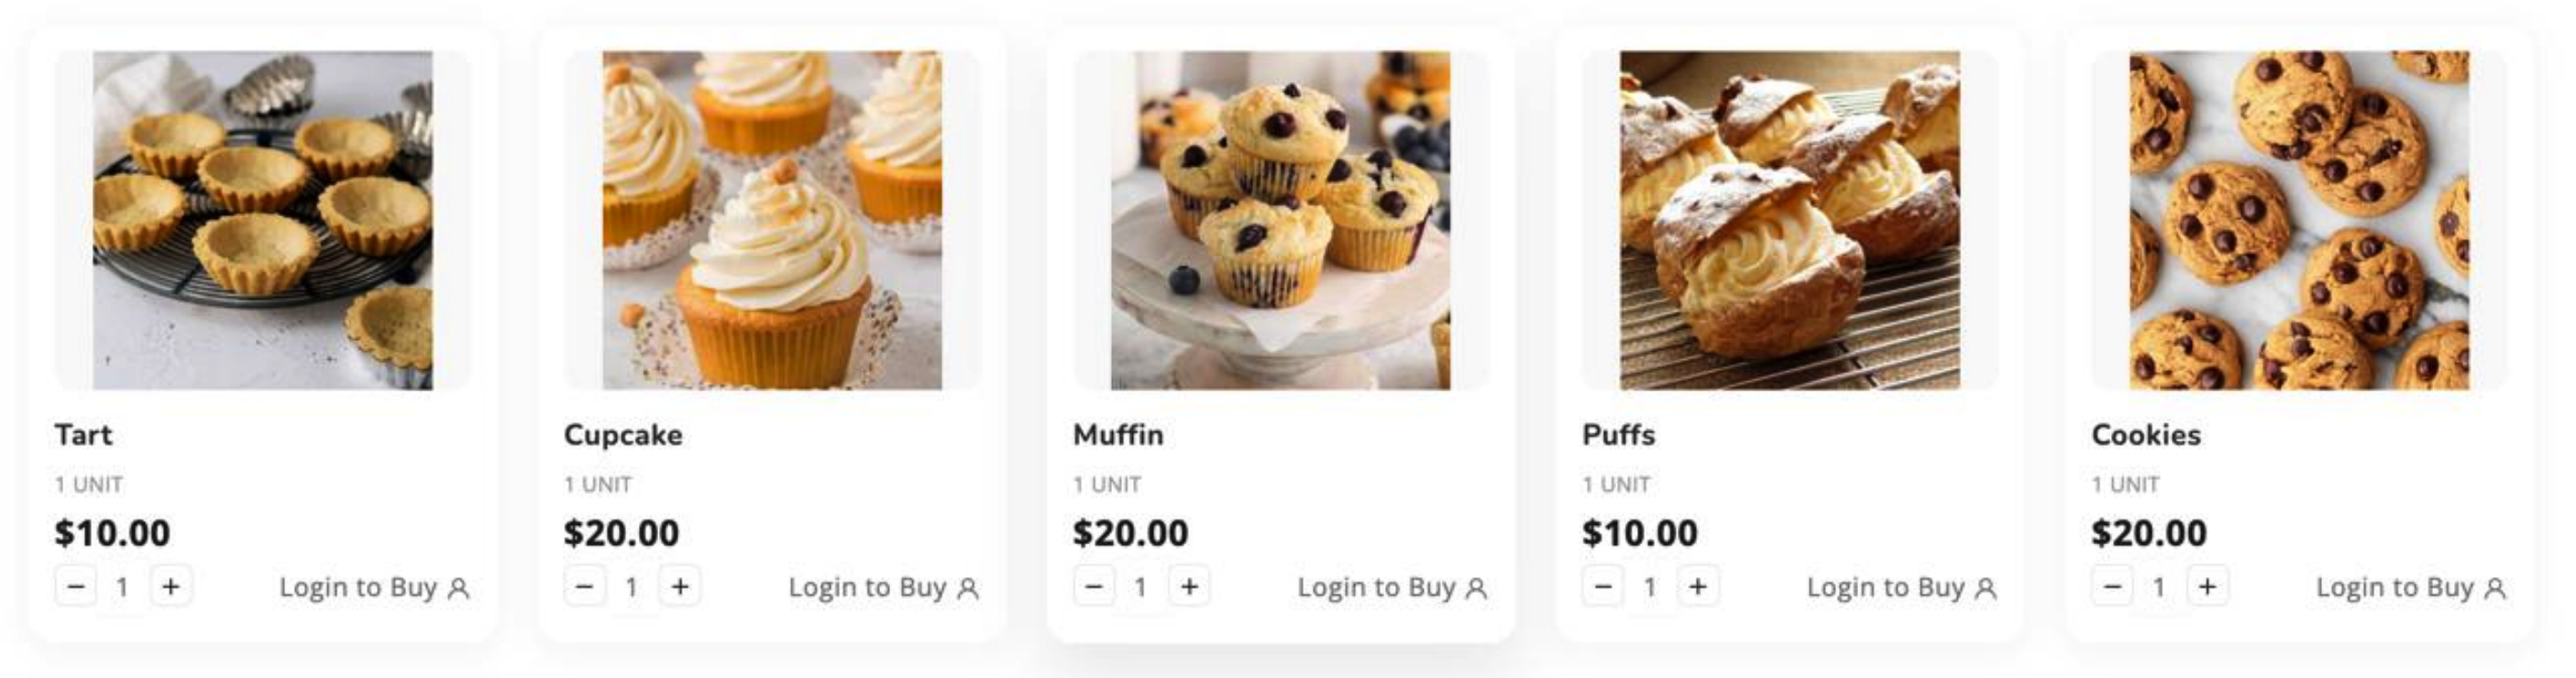 Tart
1 UNIT
$10.00
− 1 + Login to Buy
Cupcake
1 UNIT
$20.00
− 1 + Login to Buy
Muffin
1 UNIT
$20.00
− 1 + Login to Buy
Puffs
1 UNIT
$10.00
− 1 + Login to Buy
Cookies
1 UNIT
$20.00
− 1 + Login to Buy